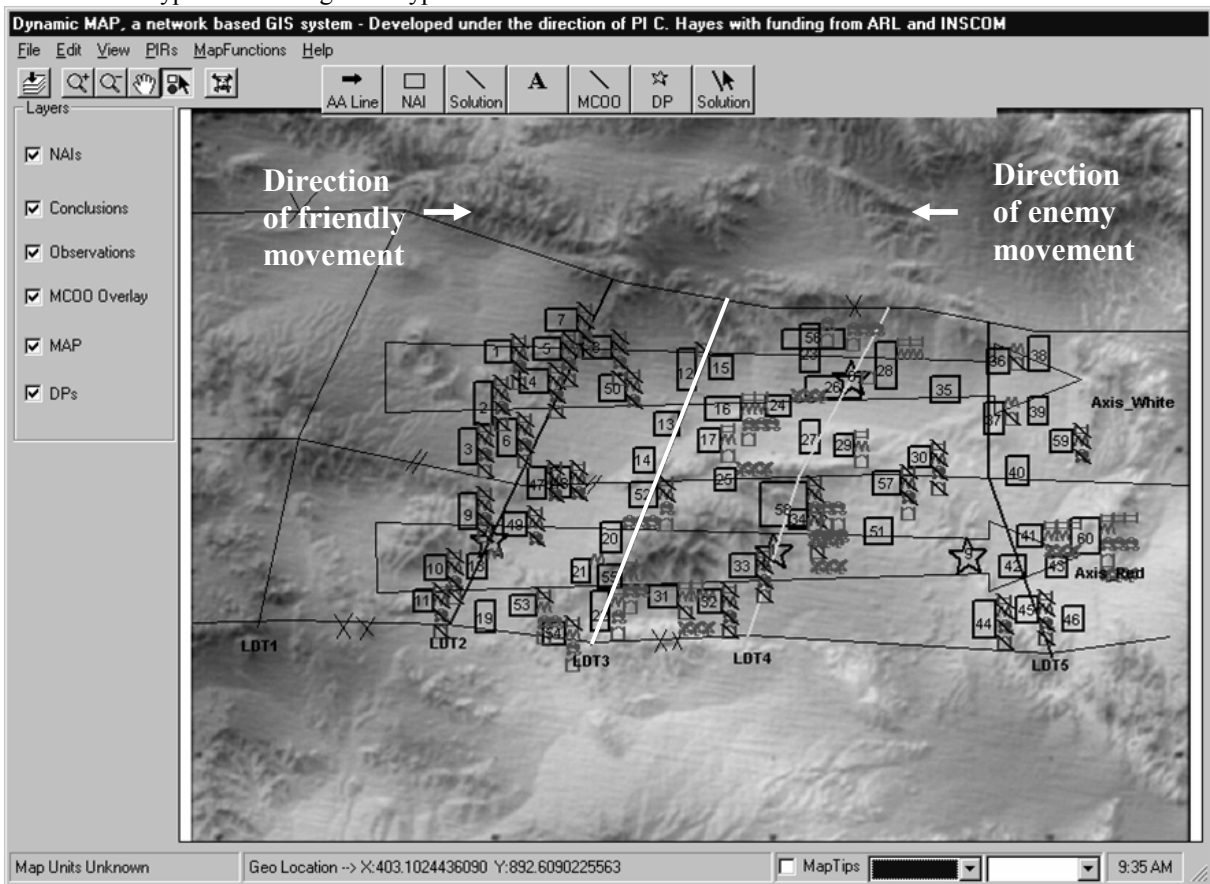 Dynamic MAP, a network based GIS system - Developed under the direction of PI C. Hayes with funding from ARL and INSCOM
File Edit View PIRs MapFunctions Help
AA Line NAI Solution A MCOO DP Solution
Layers
NAIs
Conclusions
Observations
MCOO Overlay
MAP
DPs
Direction
of friendly
movement
Direction
of enemy
movement
7
56
1 5 23 36 38
12 15 28
4 50 26 35
2 16 24 Axis_White
13 37 39
3 6 17 27 29 59
14 30
47 25 57 40
52
9 49 58 34 51
20 41 60
10 21 55 33 9 42 43 Axis_Red
11 53 31 32
19 44 45 46
54
LDT1 LDT2 LDT3 LDT4 LDT5
Map Units Unknown Geo Location --> X:403.1024436090 Y:892.6090225563 MapTips 9:35 AM